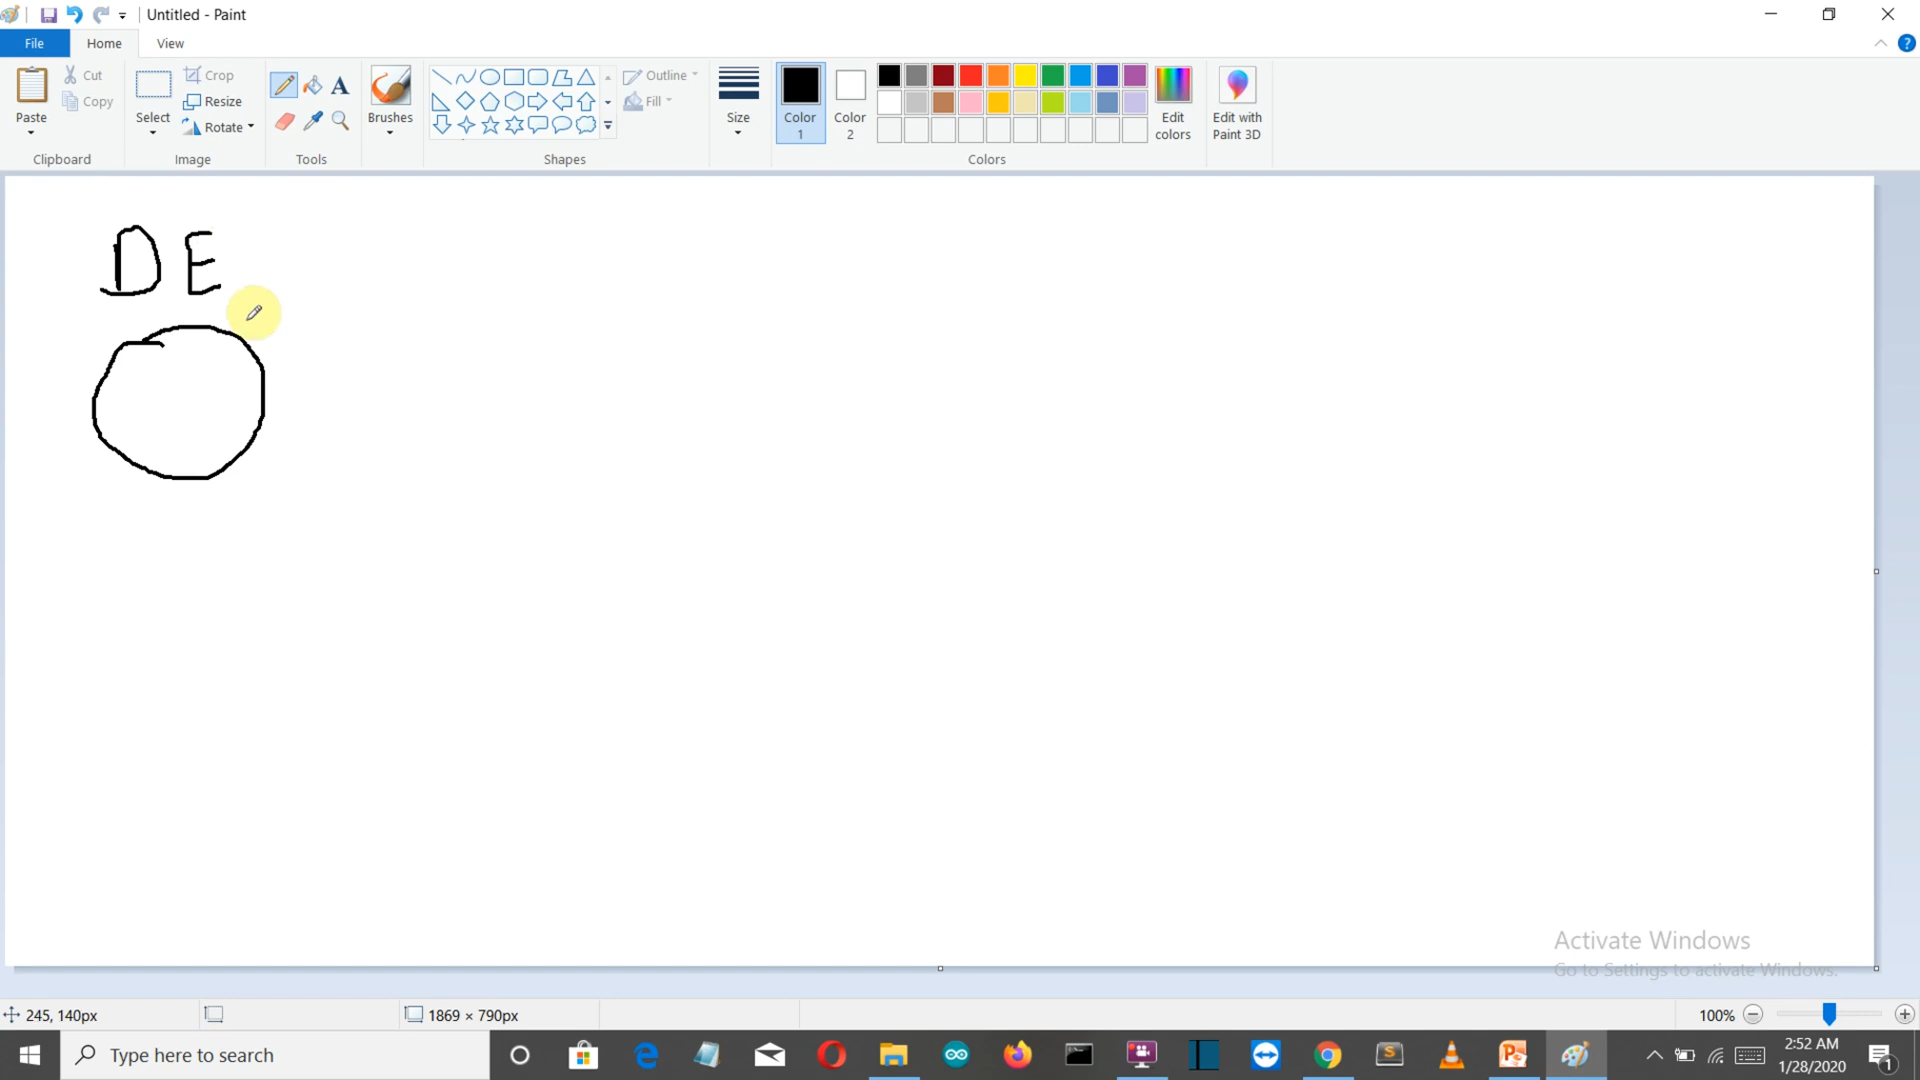 Untitled - Paint
File Home View
Paste Cut Copy Clipboard
Select Crop Resize Rotate Image
Tools
Brushes
Shapes
Outline Fill
Size
Color 1
Color 2
Edit colors
Colors
Edit with Paint 3D
A
?
D E
Activate Windows
Go to Settings to activate Windows.
245, 140px 1869 × 790px 100%
Type here to search
2:52 AM
1/28/2020
1